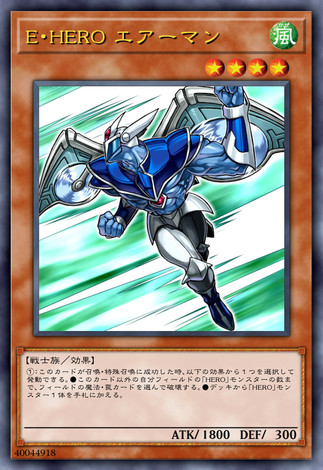 E・HERO エアーマン
風
【戦士族／効果】
①：このカードが召喚・特殊召喚に成功した時、以下の効果から１つを選択して
発動できる。●このカード以外の自分フィールドの「HERO」モンスターの数ま
で、フィールドの魔法・罠カードを選んで破壊する。●デッキから「HERO」モン
スター１体を手札に加える。
ATK/ 1800 DEF/ 300
40044918